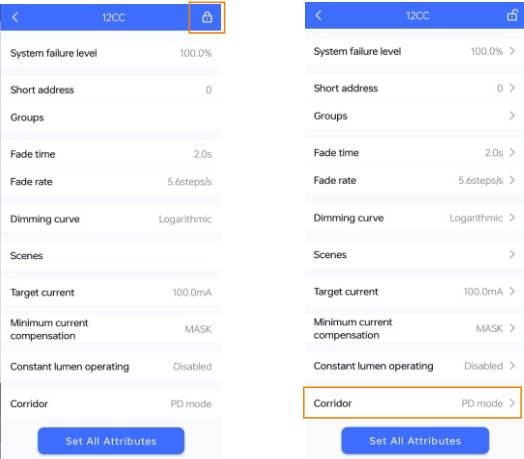 12CC
System failure level 100.0%
Short address 0
Groups
Fade time 2.0s
Fade rate 5.6steps/s
Dimming curve Logarithmic
Scenes
Target current 100.0mA
Minimum current
compensation MASK
Constant lumen operating Disabled
Corridor PD mode
Set All Attributes
12CC
System failure level 100.0%
Short address 0
Groups
Fade time 2.0s
Fade rate 5.6steps/s
Dimming curve Logarithmic
Scenes
Target current 100.0mA
Minimum current
compensation MASK
Constant lumen operating Disabled
Corridor PD mode
Set All Attributes